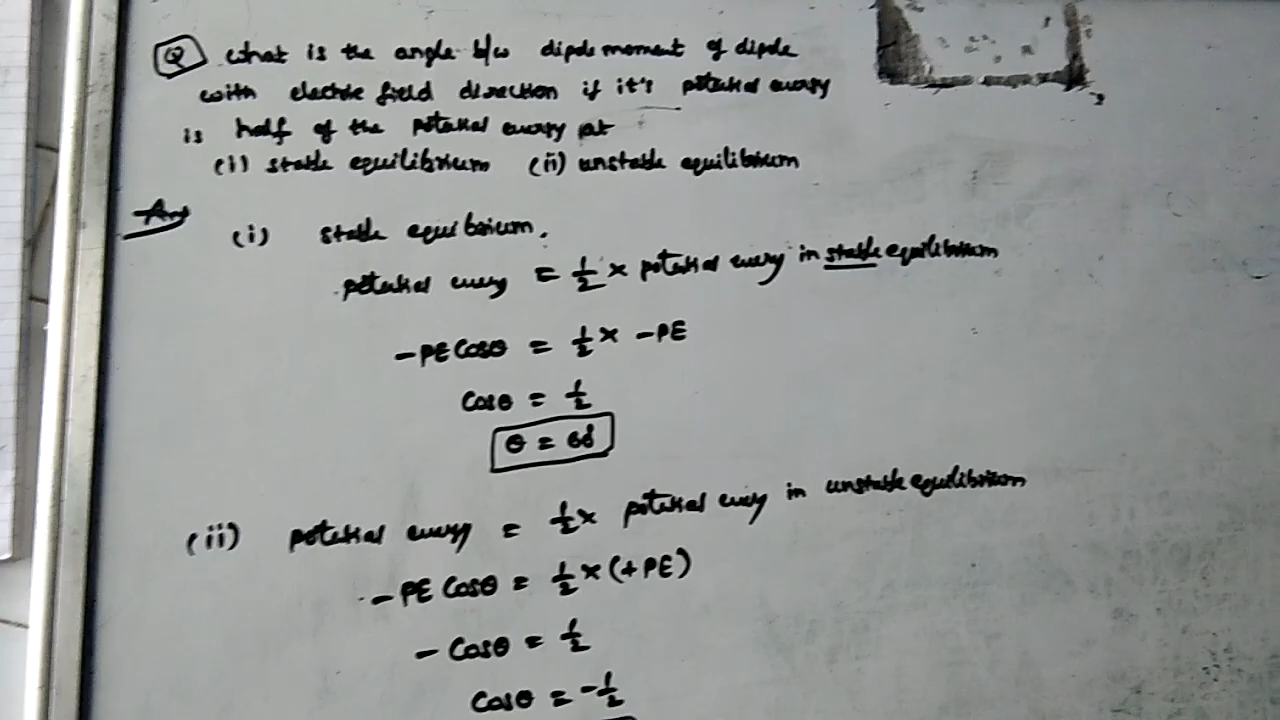 Q what is the angle b/w dipole moment of dipole
with electric field direction if it's potential energy
is half of the potential energy at
(i) stable equilibrium (ii) unstable equilibrium
Ans
(i) stable equibrium.
potential energy = 1/2 × potential energy in stable equilibrium
-PE Cosθ = 1/2 × -PE
Cosθ = 1/2
θ = 60°
(ii) potential energy = 1/2 × potential energy in unstable equilibrium
-PE Cosθ = 1/2 × (+PE)
- Cosθ = 1/2
Cosθ = -1/2